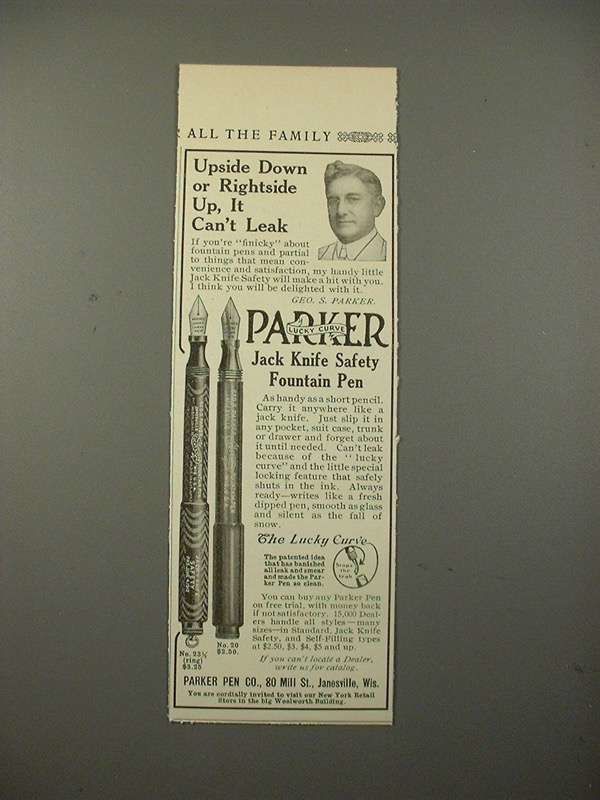 ALL THE FAMILY
Upside Down
or Rightside
Up, It
Can't Leak
If you're "finicky" about
fountain pens and partial
to things that mean con-
venience and satisfaction, my handy little
Jack Knife Safety will make a hit with you.
I think you will be delighted with it.
GEO. S. PARKER.
PARKER
LUCKY CURVE
Jack Knife Safety
Fountain Pen
As handy as a short pencil.
Carry it anywhere like a
jack knife. Just slip it in
any pocket, suit case, trunk
or drawer and forget about
it until needed. Can't leak
because of the "lucky
curve" and the little special
locking feature that safely
shuts in the ink. Always
ready—writes like a fresh
dipped pen, smooth as glass
and silent as the fall of
snow.
The Lucky Curve
The patented idea
that has banished
all leak and smear
and made the Par-
ker Pen so clean.
Stops
the
leak
You can buy any Parker Pen
on free trial, with money back
if not satisfactory. 15,000 Deal-
ers handle all styles—many
sizes—in Standard, Jack Knife
Safety, and Self-Filling types
at $2.50, $3, $4, $5 and up.
If you can't locate a Dealer,
write us for catalog.
No. 23½
(ring)
$3.25
No. 20
$2.50.
PARKER PEN CO., 80 Mill St., Janesville, Wis.
You are cordially invited to visit our New York Retail
Store in the big Woolworth Building.